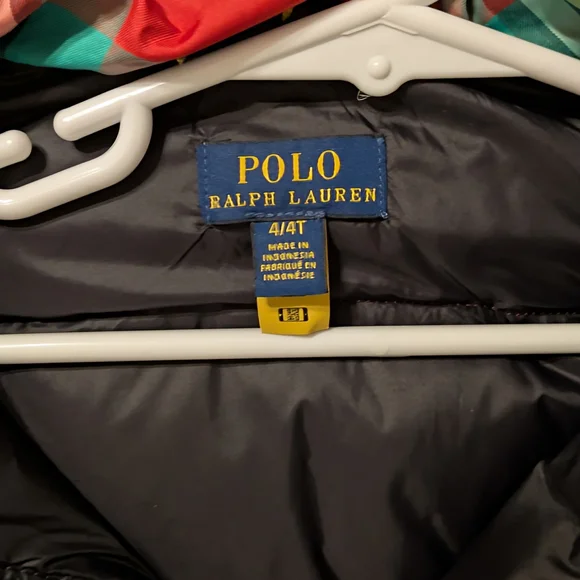 POLO
RALPH LAUREN
4/4T
MADE IN
INDONESIA
FABRIQUÉ EN
INDONÉSIE